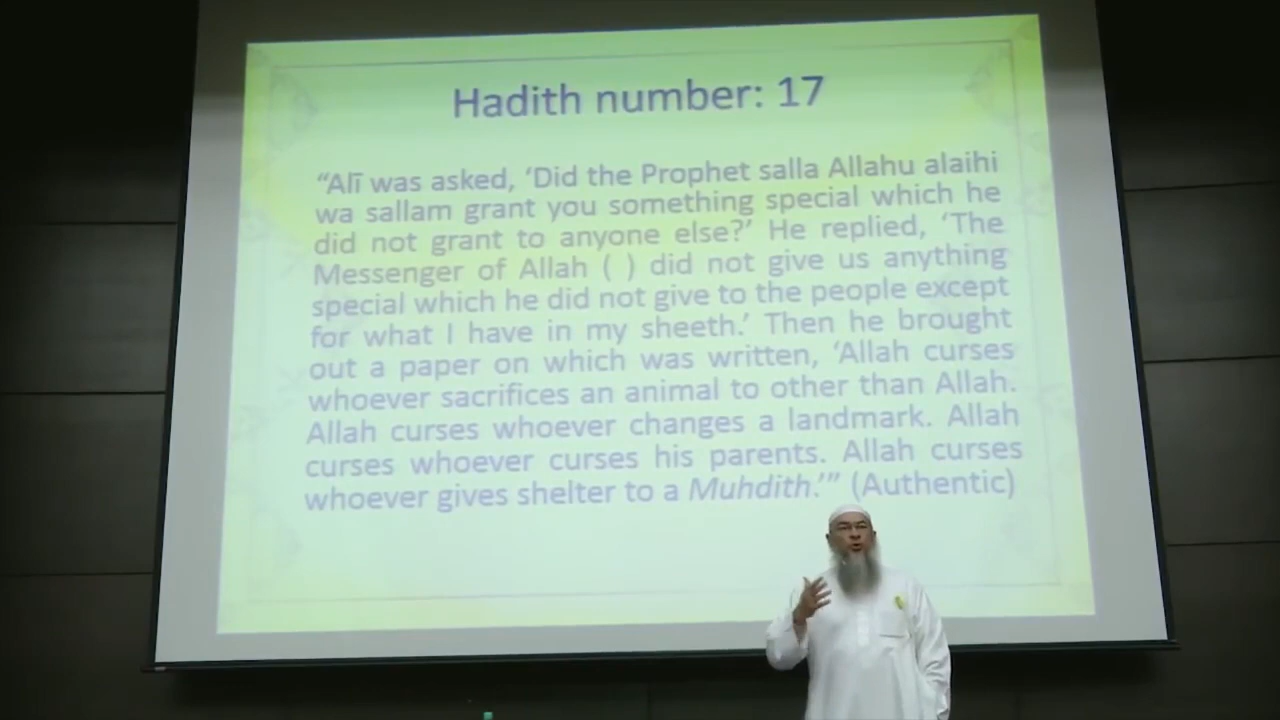 Hadith number: 17
“Alī was asked, ‘Did the Prophet salla Allahu alaihi
wa sallam grant you something special which he
did not grant to anyone else?’ He replied, ‘The
Messenger of Allah ( ) did not give us anything
special which he did not give to the people except
for what I have in my sheeth.’ Then he brought
out a paper on which was written, ‘Allah curses
whoever sacrifices an animal to other than Allah.
Allah curses whoever changes a landmark. Allah
curses whoever curses his parents. Allah curses
whoever gives shelter to a Muhdith.’” (Authentic)